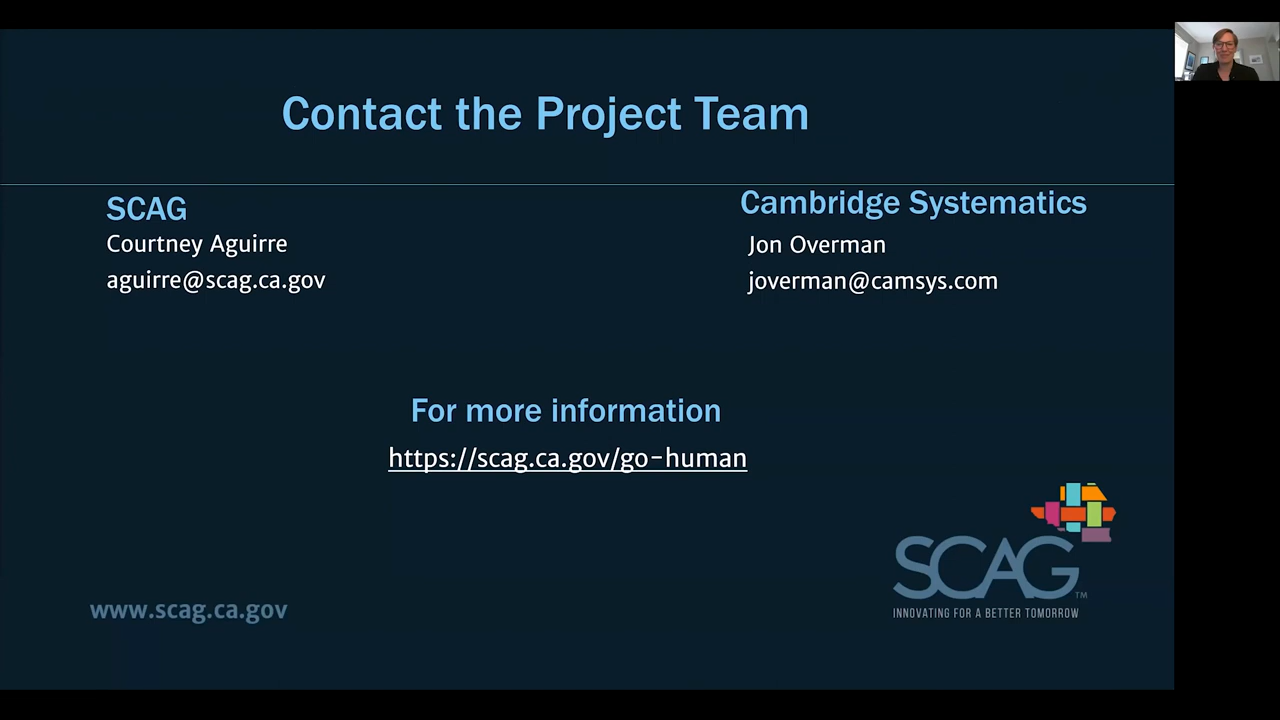 Contact the Project Team
SCAG
Courtney Aguirre
aguirre@scag.ca.gov
Cambridge Systematics
Jon Overman
joverman@camsys.com
For more information
https://scag.ca.gov/go-human
www.scag.ca.gov
SCAG™
INNOVATING FOR A BETTER TOMORROW